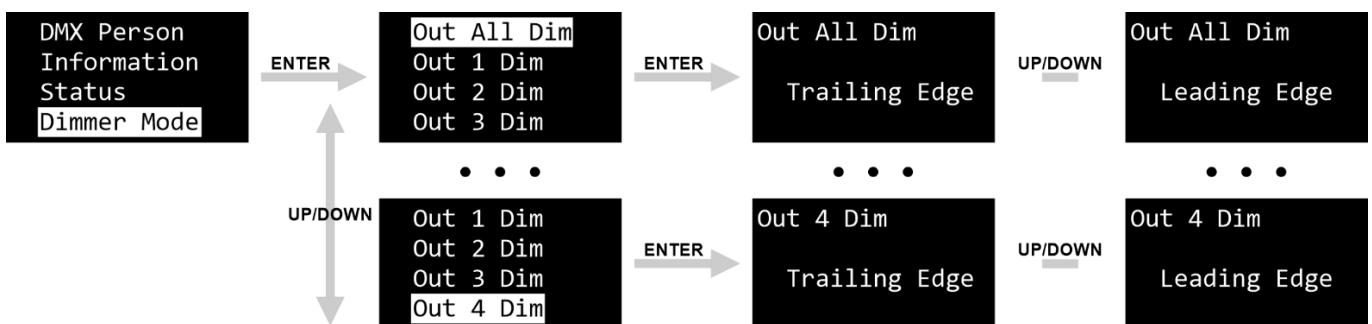 DMX Person
Information
Status
Dimmer Mode
ENTER
Out All Dim
Out 1 Dim
Out 2 Dim
Out 3 Dim
ENTER
Out All Dim
Trailing Edge
UP/DOWN
Out All Dim
Leading Edge
UP/DOWN
Out 1 Dim
Out 2 Dim
Out 3 Dim
Out 4 Dim
ENTER
Out 4 Dim
Trailing Edge
UP/DOWN
Out 4 Dim
Leading Edge